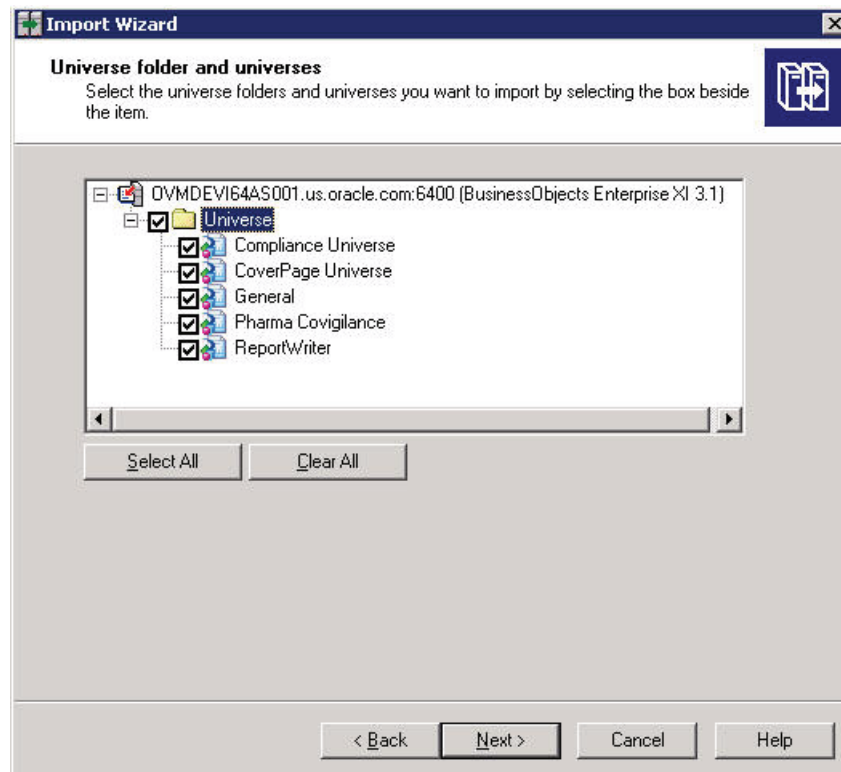 Import Wizard
Universe folder and universes
Select the universe folders and universes you want to import by selecting the box beside
the item.
OVMDEVI64AS001.us.oracle.com:6400 (BusinessObjects Enterprise XI 3.1)
Universe
Compliance Universe
CoverPage Universe
General
Pharma Covigilance
ReportWriter
Select All Clear All
< Back Next > Cancel Help